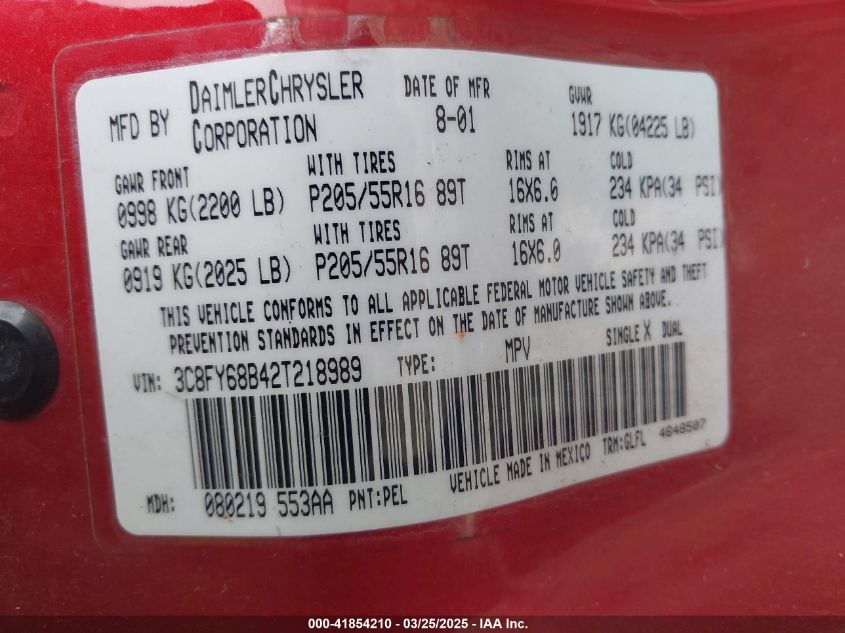 MFD BY DAIMLERCHRYSLER CORPORATION DATE OF MFR 8-01 GVWR 1917 KG(04225 LB)
GAWR FRONT WITH TIRES RIMS AT COLD
0998 KG(2200 LB) P205/55R16 89T 16X6.0 234 KPA(34 PSI)
GAWR REAR WITH TIRES RIMS AT COLD
0919 KG(2025 LB) P205/55R16 89T 16X6.0 234 KPA(34 PSI)
THIS VEHICLE CONFORMS TO ALL APPLICABLE FEDERAL MOTOR VEHICLE SAFETY AND THEFT
PREVENTION STANDARDS IN EFFECT ON THE DATE OF MANUFACTURE SHOWN ABOVE.
VIN: 3C8FY68B42T218989 TYPE: MPV SINGLE X DUAL
MDH: 080219 553AA PNT:PEL VEHICLE MADE IN MEXICO TRM:GLFL 4648507
000-41854210 - 03/25/2025 - IAA Inc.